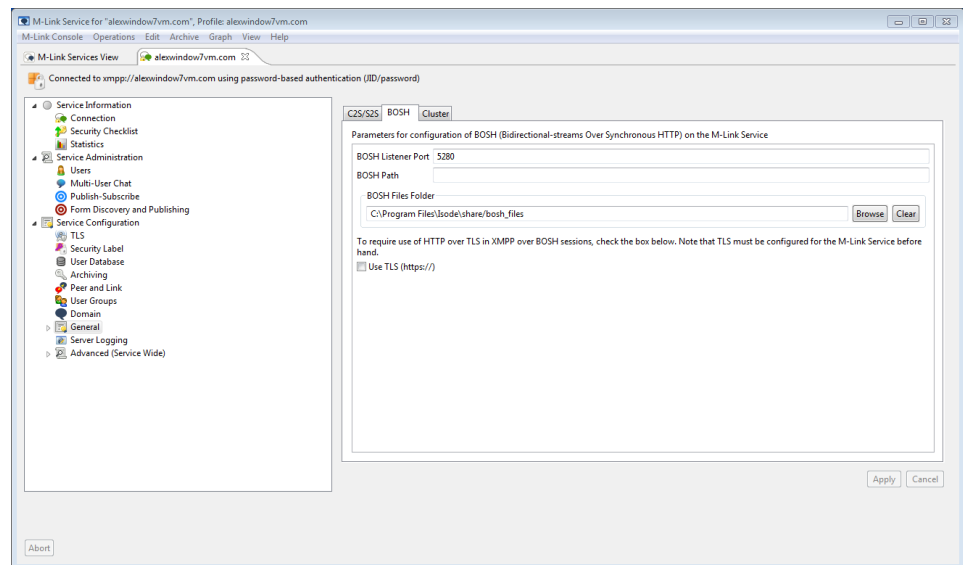 M-Link Service for "alexwindow7vm.com", Profile: alexwindow7vm.com
M-Link Console Operations Edit Archive Graph View Help
M-Link Services View alexwindow7vm.com
Connected to xmpp://alexwindow7vm.com using password-based authentication (JID/password)
Service Information
Connection
Security Checklist
Statistics
Service Administration
Users
Multi-User Chat
Publish-Subscribe
Form Discovery and Publishing
Service Configuration
TLS
Security Label
User Database
Archiving
Peer and Link
User Groups
Domain
General
Server Logging
Advanced (Service Wide)
C2S/S2S BOSH Cluster
Parameters for configuration of BOSH (Bidirectional-streams Over Synchronous HTTP) on the M-Link Service
BOSH Listener Port 5280
BOSH Path
BOSH Files Folder
C:\Program Files\Isode\share/bosh_files Browse Clear
To require use of HTTP over TLS in XMPP over BOSH sessions, check the box below. Note that TLS must be configured for the M-Link Service before
hand.
Use TLS (https://)
Apply Cancel
Abort